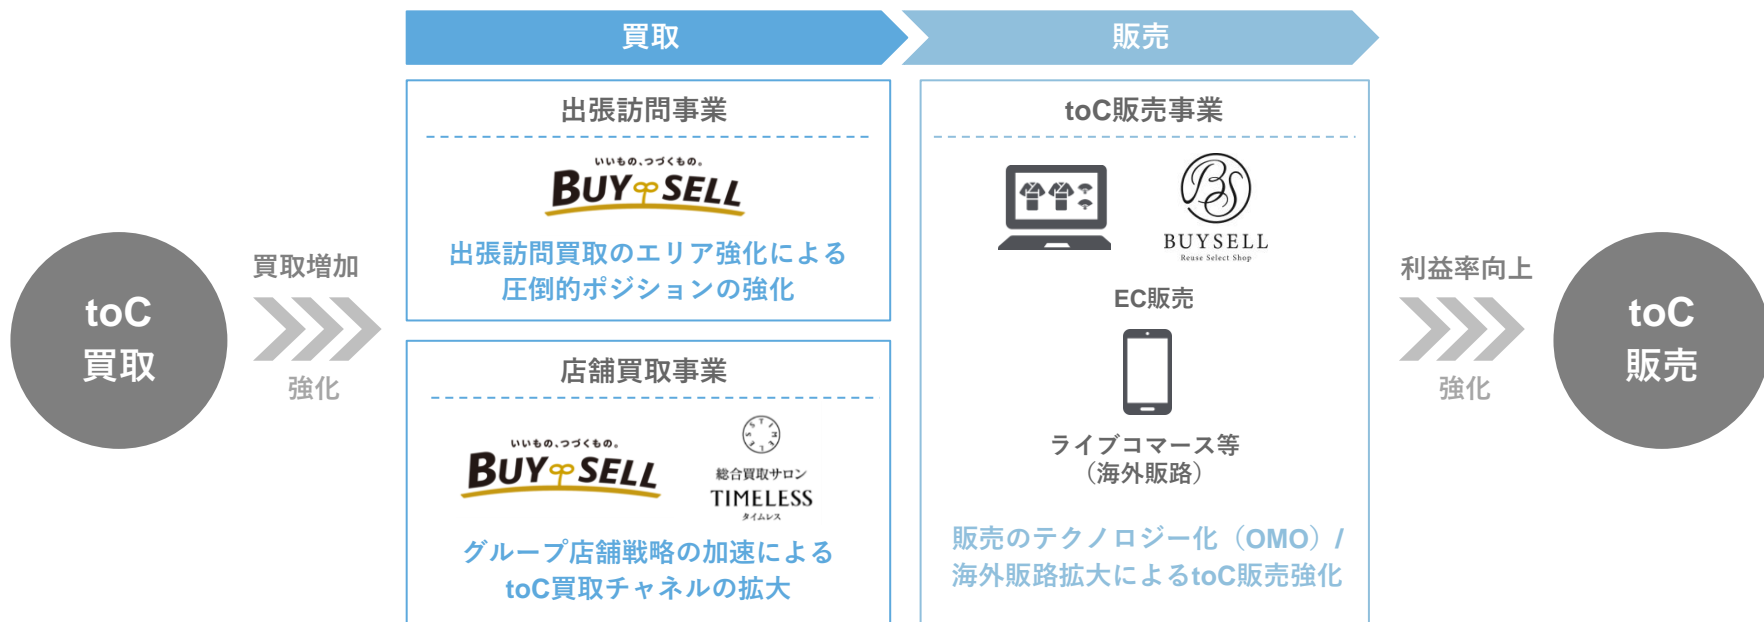 買取
販売
出張訪問事業
いいもの、つづくもの。
BUY SELL
出張訪問買取のエリア強化による
圧倒的ポジションの強化
店舗買取事業
いいもの、つづくもの。
BUY SELL
TIMELESS
総合買取サロン
TIMELESS
タイムレス
グループ店舗戦略の加速による
toC買取チャネルの拡大
toC販売事業
BS
BUYSELL
Reuse Select Shop
EC販売
ライブコマース等
（海外販路）
販売のテクノロジー化（OMO）/
海外販路拡大によるtoC販売強化
toC
買取
買取増加
強化
利益率向上
強化
toC
販売